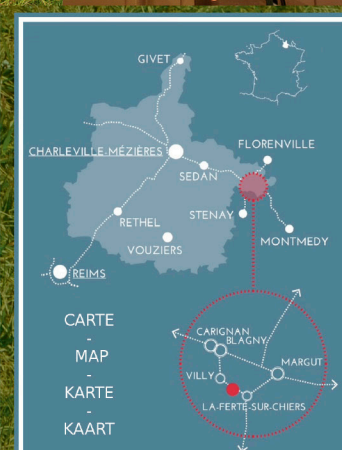 GIVET
CHARLEVILLE-MÉZIÈRES
FLORENVILLE
SEDAN
STENAY
RETHEL
VOUZIERS
MONTMEDY
REIMS
CARTE
-
MAP
-
KARTE
-
KAART
CARIGNAN
BLAGNY
MARGUT
VILLY
LA-FERTÉ-SUR-CHIERS